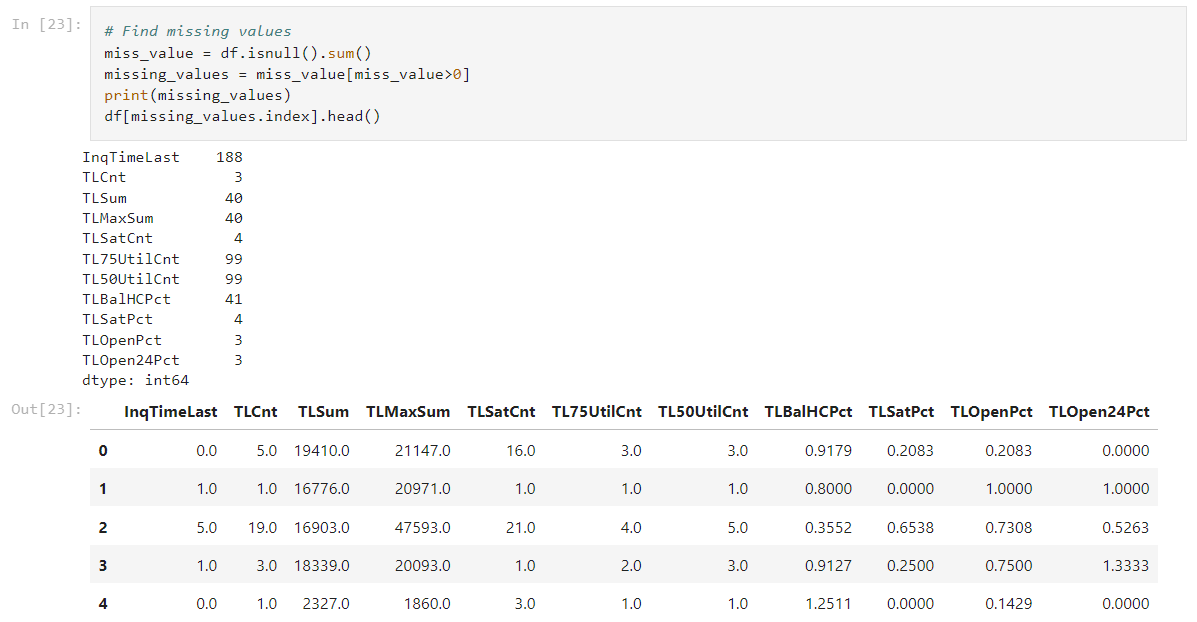 In [23]:
# Find missing values
miss_value = df.isnull().sum()
missing_values = miss_value[miss_value>0]
print(missing_values)
df[missing_values.index].head()
InqTimeLast 188
TLCnt 3
TLSum 40
TLMaxSum 40
TLSatCnt 4
TL75UtilCnt 99
TL50UtilCnt 99
TLBalHCPct 41
TLSatPct 4
TLOpenPct 3
TLOpen24Pct 3
dtype: int64
Out[23]:
InqTimeLast TLCnt TLSum TLMaxSum TLSatCnt TL75UtilCnt TL50UtilCnt TLBalHCPct TLSatPct TLOpenPct TLOpen24Pct
0 0.0 5.0 19410.0 21147.0 16.0 3.0 3.0 0.9179 0.2083 0.2083 0.0000
1 1.0 1.0 16776.0 20971.0 1.0 1.0 1.0 0.8000 0.0000 1.0000 1.0000
2 5.0 19.0 16903.0 47593.0 21.0 4.0 5.0 0.3552 0.6538 0.7308 0.5263
3 1.0 3.0 18339.0 20093.0 1.0 2.0 3.0 0.9127 0.2500 0.7500 1.3333
4 0.0 1.0 2327.0 1860.0 3.0 1.0 1.0 1.2511 0.0000 0.1429 0.0000